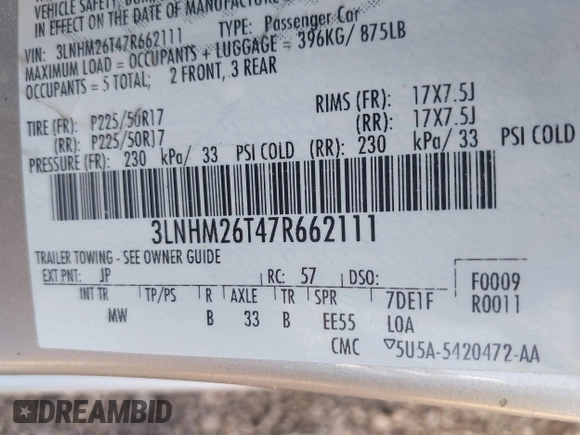 VEHICLE SAFETY, BUM
IN EFFECT ON THE DATE OF MANUFACTUR
VIN: 3LNHM26T47R662111 TYPE: Passenger Car
MAXIMUM LOAD = OCCUPANTS + LUGGAGE = 396KG/ 875LB
OCCUPANTS = 5 TOTAL; 2 FRONT, 3 REAR
TIRE (FR): P225/50R17 RIMS (FR): 17X7.5J
(RR): P225/50R17 (RR): 17X7.5J
PRESSURE (FR): 230 kPa/ 33 PSI COLD (RR): 230 kPa/ 33 PSI COLD
3LNHM26T47R662111
TRAILER TOWING - SEE OWNER GUIDE
EXT PNT: JP RC: 57 DSO: F0009
INT TR TP/PS R AXLE TR SPR 7DE1F R0011
MW B 33 B EE55 LOA
CMC ▽5U5A-5420472-AA
DREAMBID